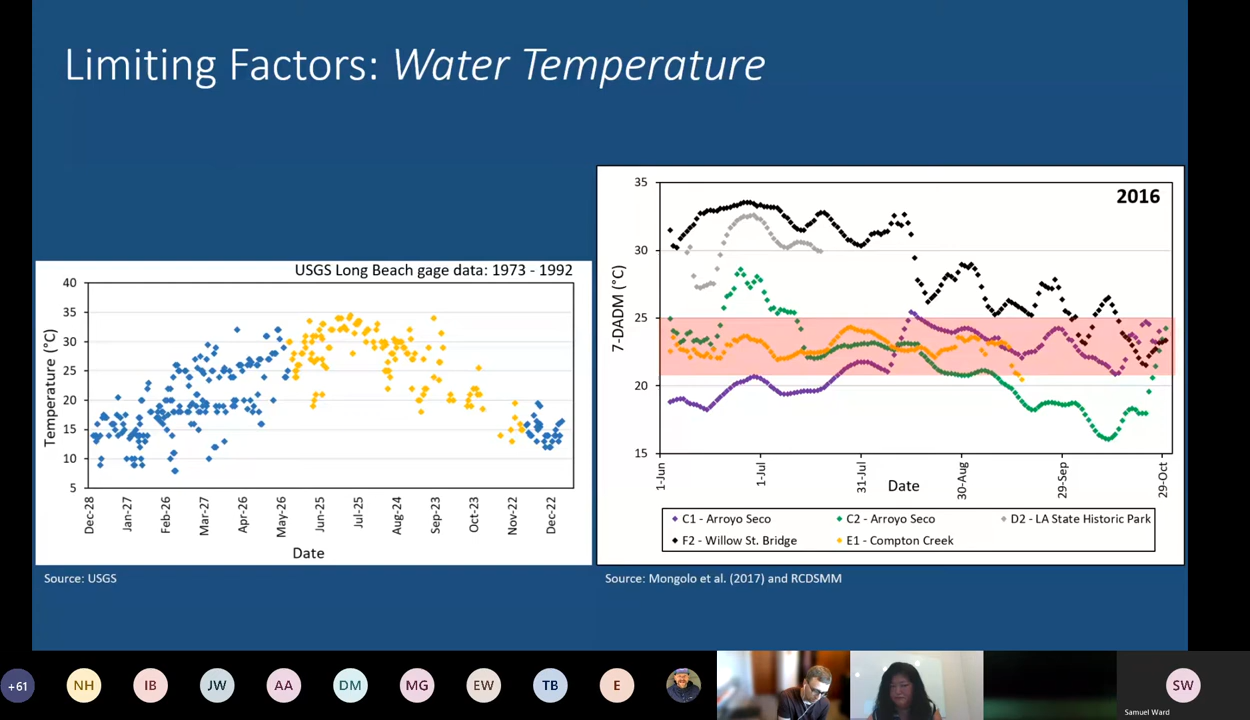 Limiting Factors: Water Temperature
USGS Long Beach gage data: 1973 - 1992
Temperature (°C)
40
35
30
25
20
15
10
5
Dec-28
Jan-27
Feb-26
Mar-27
Apr-26
May-26
Jun-25
Jul-25
Aug-24
Sep-23
Oct-23
Nov-22
Dec-22
Date
Source: USGS
2016
7-DADM (°C)
35
30
25
20
15
1-Jun
1-Jul
31-Jul
30-Aug
29-Sep
29-Oct
Date
C1 - Arroyo Seco
C2 - Arroyo Seco
D2 - LA State Historic Park
F2 - Willow St. Bridge
E1 - Compton Creek
Source: Mongolo et al. (2017) and RCDSMM
+61
NH
IB
JW
AA
DM
MG
EW
TB
E
SW
Samuel Ward